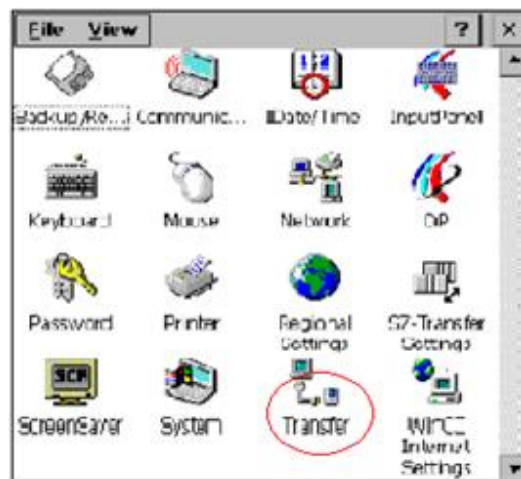 File View ? ×
Backup/Re... Communic... Date/Time InputPanel
Keyboard Mouse Network OP
Password Printer Regional Settings S7-Transfer Settings
ScreenSaver System Transfer WinCC Internet Settings